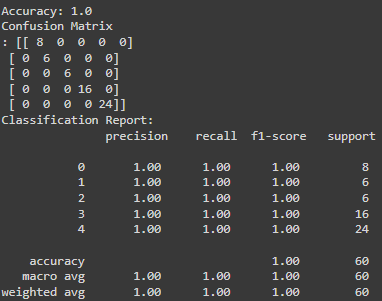 Accuracy: 1.0
Confusion Matrix
: [[ 8  0  0  0  0]
 [ 0  6  0  0  0]
 [ 0  0  6  0  0]
 [ 0  0  0 16  0]
 [ 0  0  0  0 24]]
Classification Report:
              precision    recall  f1-score   support

           0       1.00      1.00      1.00         8
           1       1.00      1.00      1.00         6
           2       1.00      1.00      1.00         6
           3       1.00      1.00      1.00        16
           4       1.00      1.00      1.00        24

    accuracy                           1.00        60
   macro avg       1.00      1.00      1.00        60
weighted avg       1.00      1.00      1.00        60